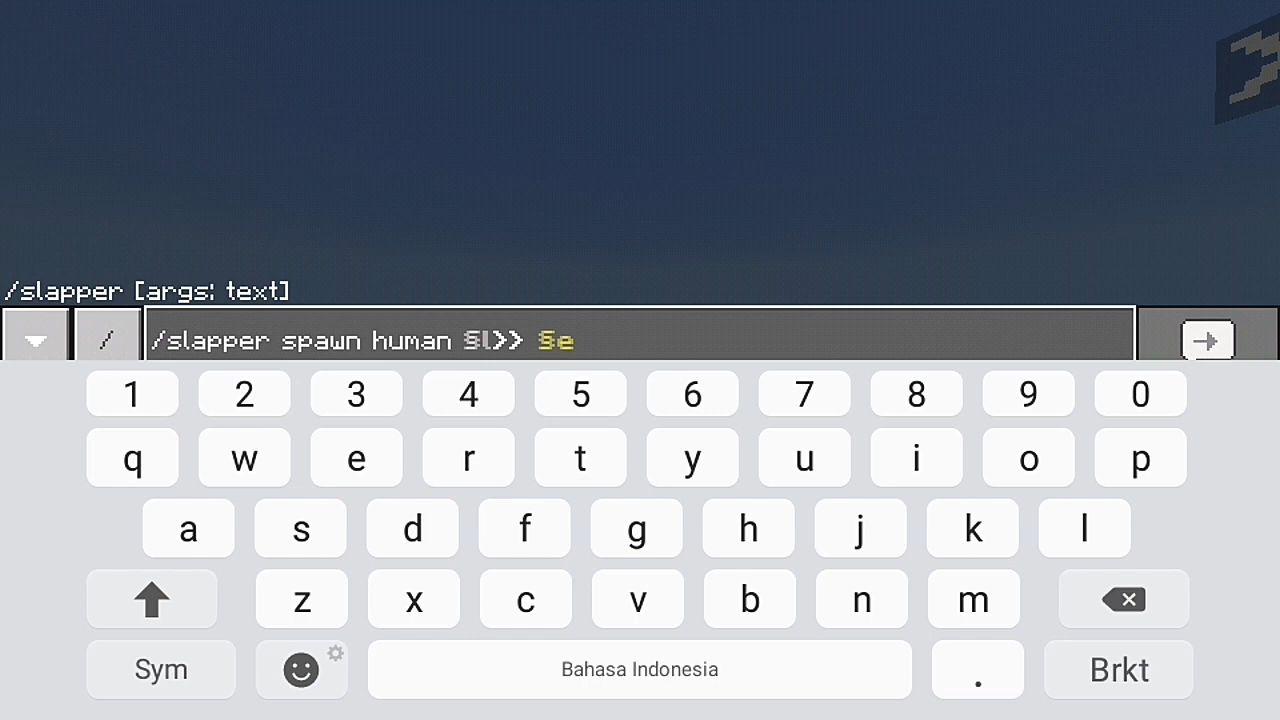 /slapper [args: text]
/ /slapper spawn human §l>> §e
1 2 3 4 5 6 7 8 9 0
q w e r t y u i o p
a s d f g h j k l
z x c v b n m
Sym Bahasa Indonesia . Brkt